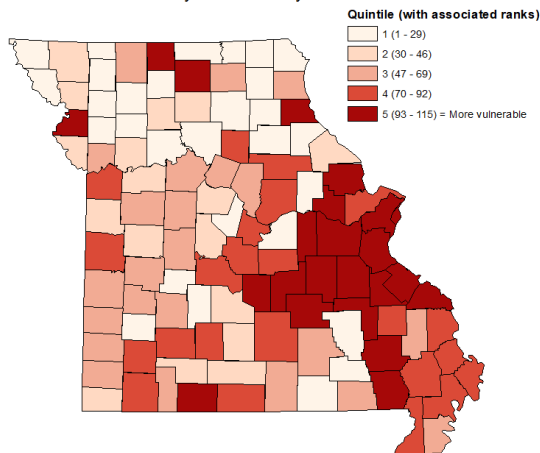 Quintile (with associated ranks)
1 (1 - 29)
2 (30 - 46)
3 (47 - 69)
4 (70 - 92)
5 (93 - 115) = More vulnerable